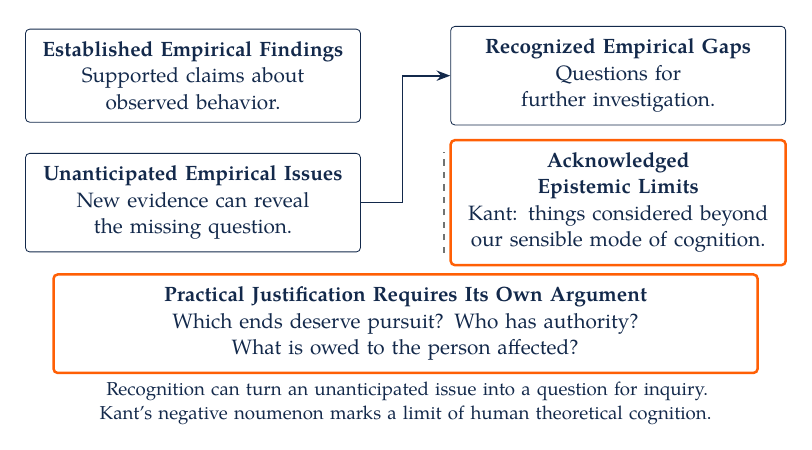 Established Empirical Findings
Supported claims about
observed behavior.
Recognized Empirical Gaps
Questions for
further investigation.
Unanticipated Empirical Issues
New evidence can reveal
the missing question.
Acknowledged
Epistemic Limits
Kant: things considered beyond
our sensible mode of cognition.
Practical Justification Requires Its Own Argument
Which ends deserve pursuit? Who has authority?
What is owed to the person affected?
Recognition can turn an unanticipated issue into a question for inquiry.
Kant's negative noumenon marks a limit of human theoretical cognition.